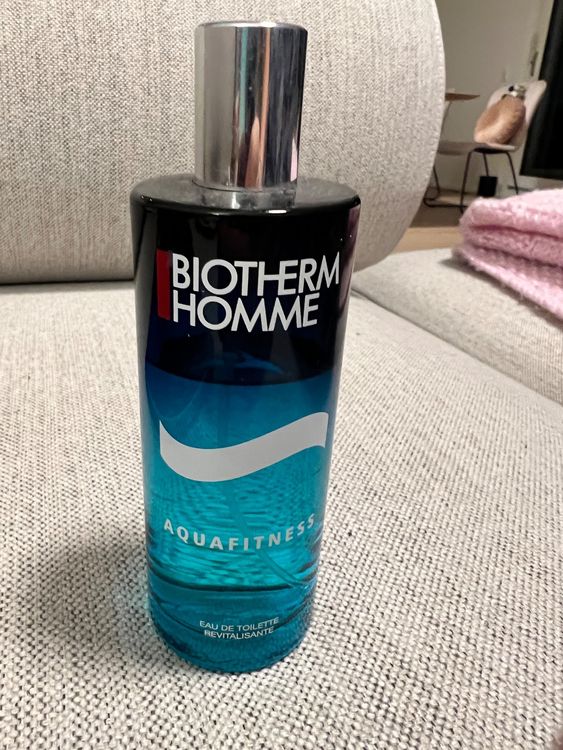 BIOTHERM
HOMME
AQUAFITNESS
EAU DE TOILETTE
REVITALISANTE